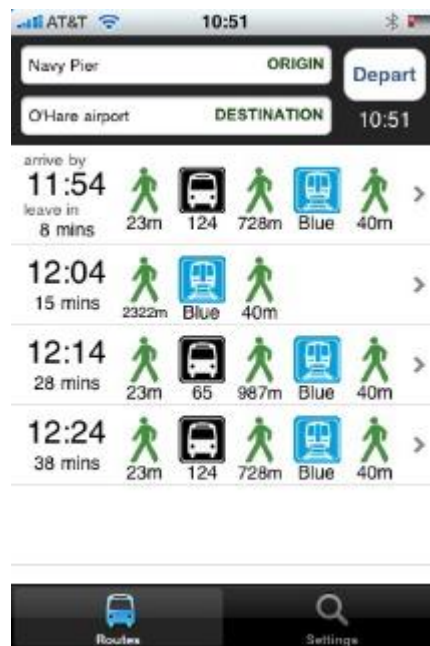 AT&T 10:51
Navy Pier ORIGIN
Depart
O'Hare airport DESTINATION
10:51
arrive by
11:54
leave in
8 mins
23m 124 728m Blue 40m
12:04
15 mins
2322m Blue 40m
12:14
28 mins
23m 65 987m Blue 40m
12:24
38 mins
23m 124 728m Blue 40m
Routes Settings